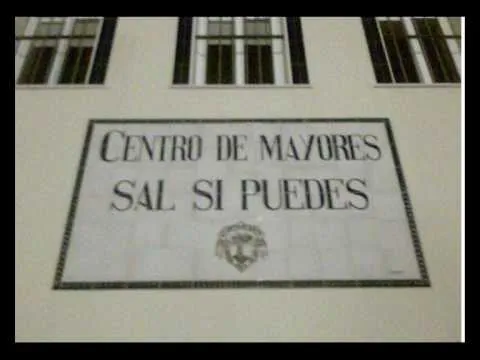 CENTRO DE MAYORES
SAL SI PUEDES